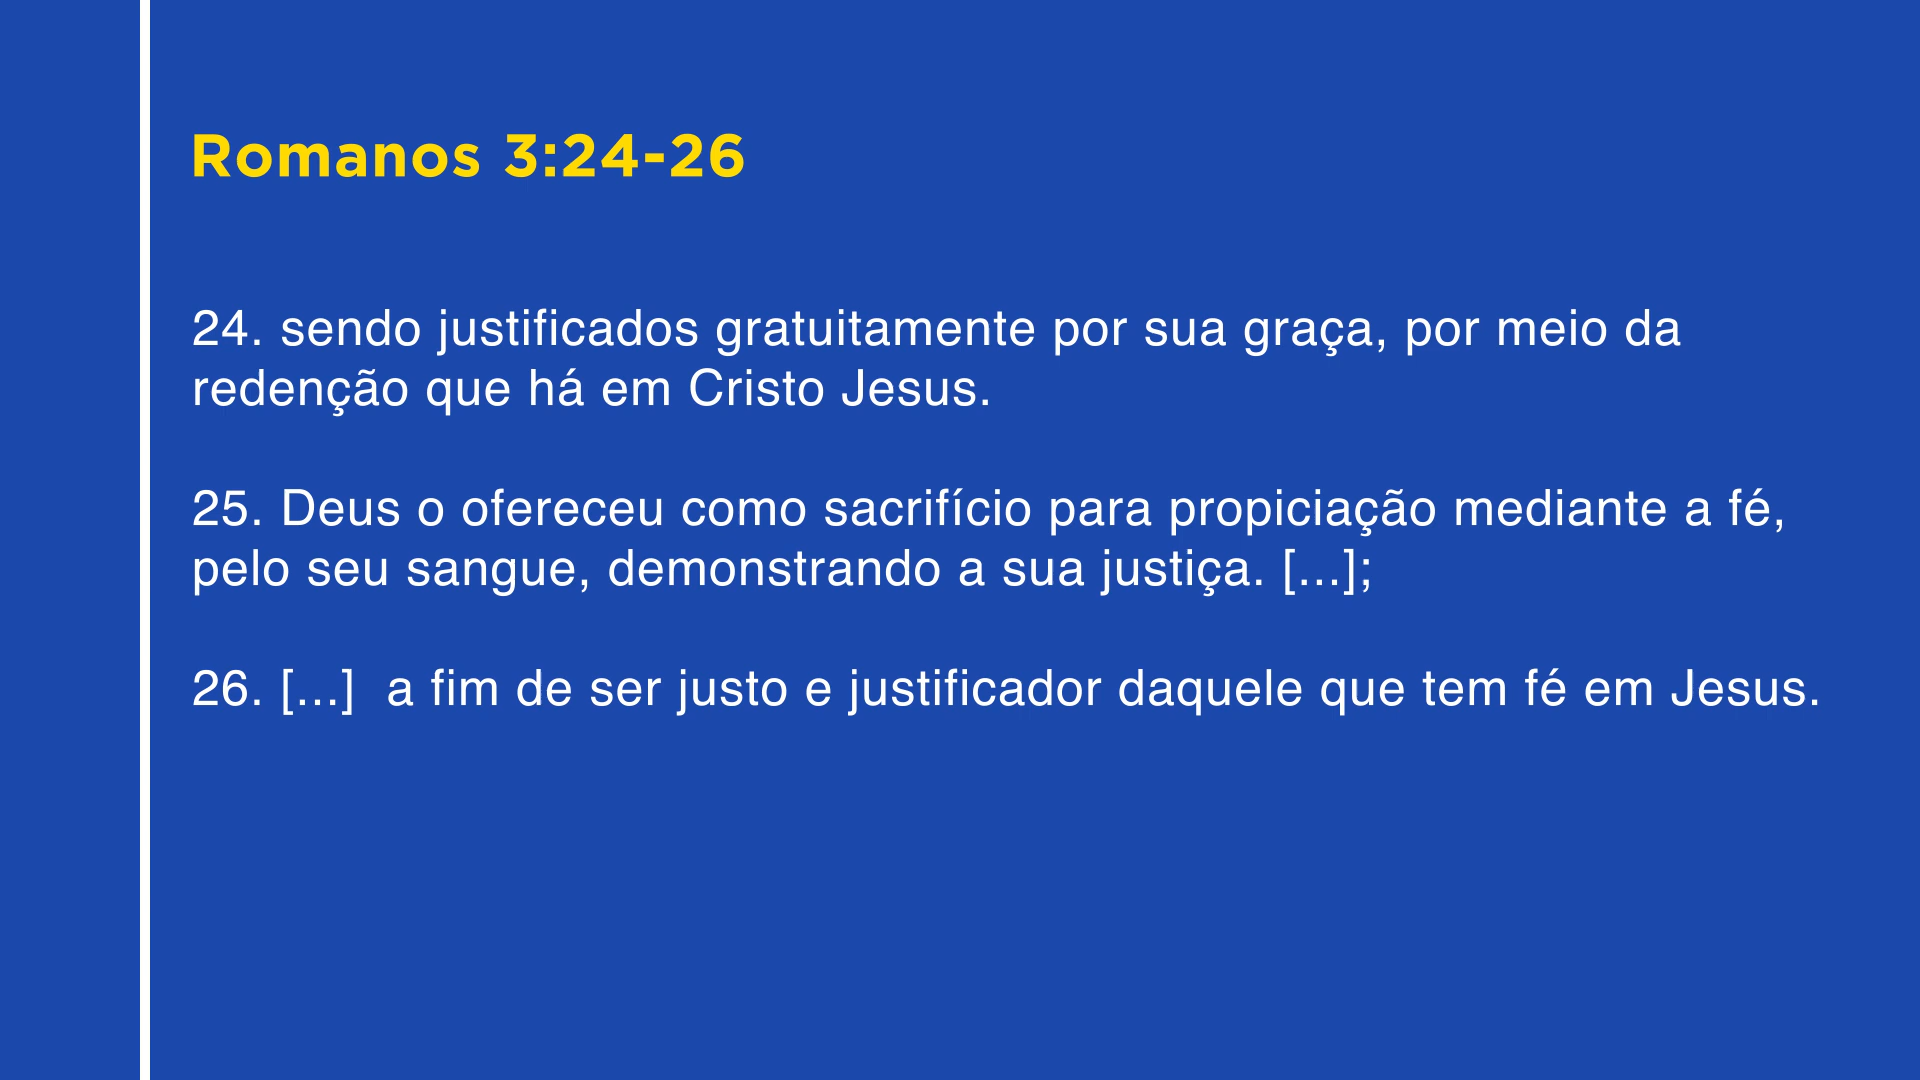 Romanos 3:24-26
24. sendo justificados gratuitamente por sua graça, por meio da
redenção que há em Cristo Jesus.
25. Deus o ofereceu como sacrifício para propiciação mediante a fé,
pelo seu sangue, demonstrando a sua justiça. [...];
26. [...]  a fim de ser justo e justificador daquele que tem fé em Jesus.